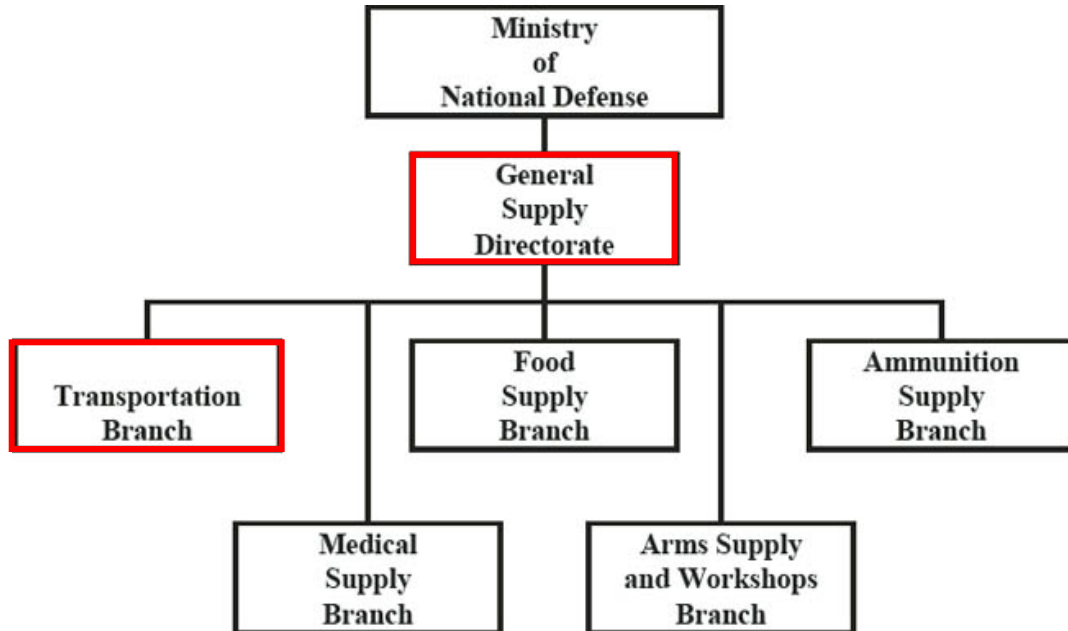 Ministry
of
National Defense
General
Supply
Directorate
Transportation
Branch
Food
Supply
Branch
Ammunition
Supply
Branch
Medical
Supply
Branch
Arms Supply
and Workshops
Branch